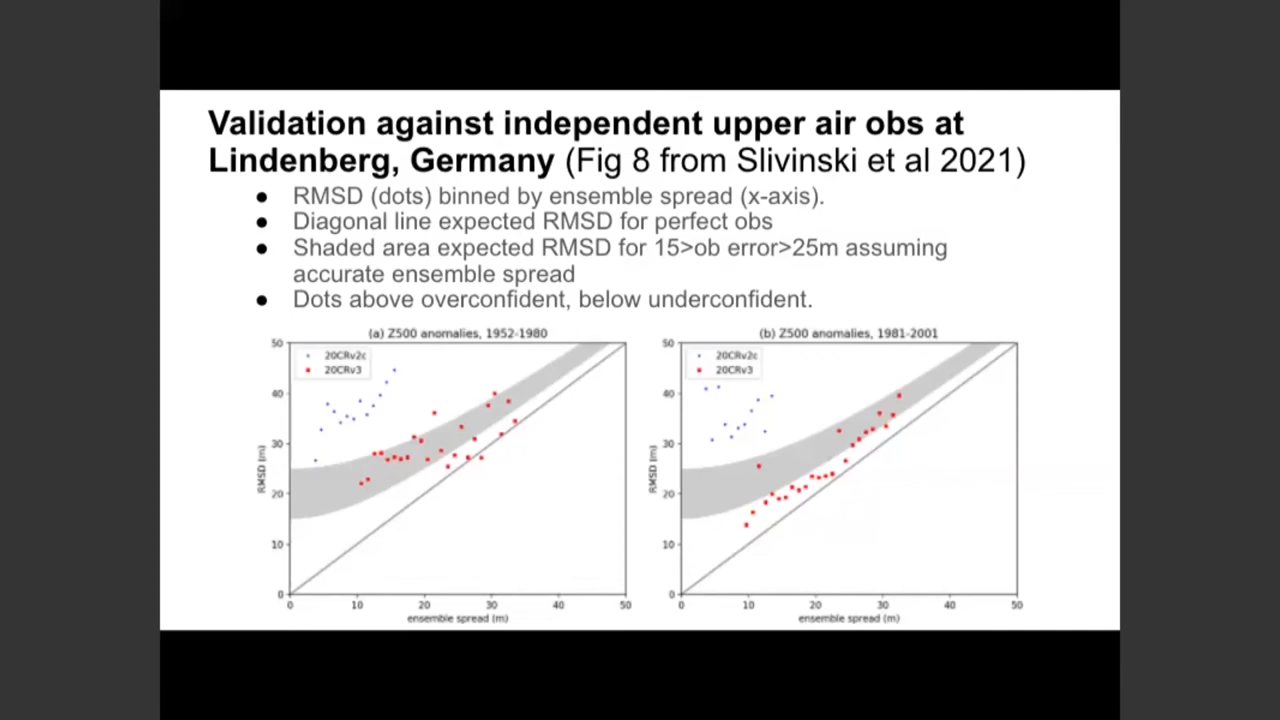 Validation against independent upper air obs at
Lindenberg, Germany (Fig 8 from Slivinski et al 2021)
● RMSD (dots) binned by ensemble spread (x-axis).
● Diagonal line expected RMSD for perfect obs
● Shaded area expected RMSD for 15>ob error>25m assuming
accurate ensemble spread
● Dots above overconfident, below underconfident.
(a) Z500 anomalies, 1952-1980
50
40
30
20
10
0
RMSD (m)
20CRv2c
20CRv3
0 10 20 30 40 50
ensemble spread (m)
(b) Z500 anomalies, 1981-2001
50
40
30
20
10
0
RMSD (m)
20CRv2c
20CRv3
0 10 20 30 40 50
ensemble spread (m)